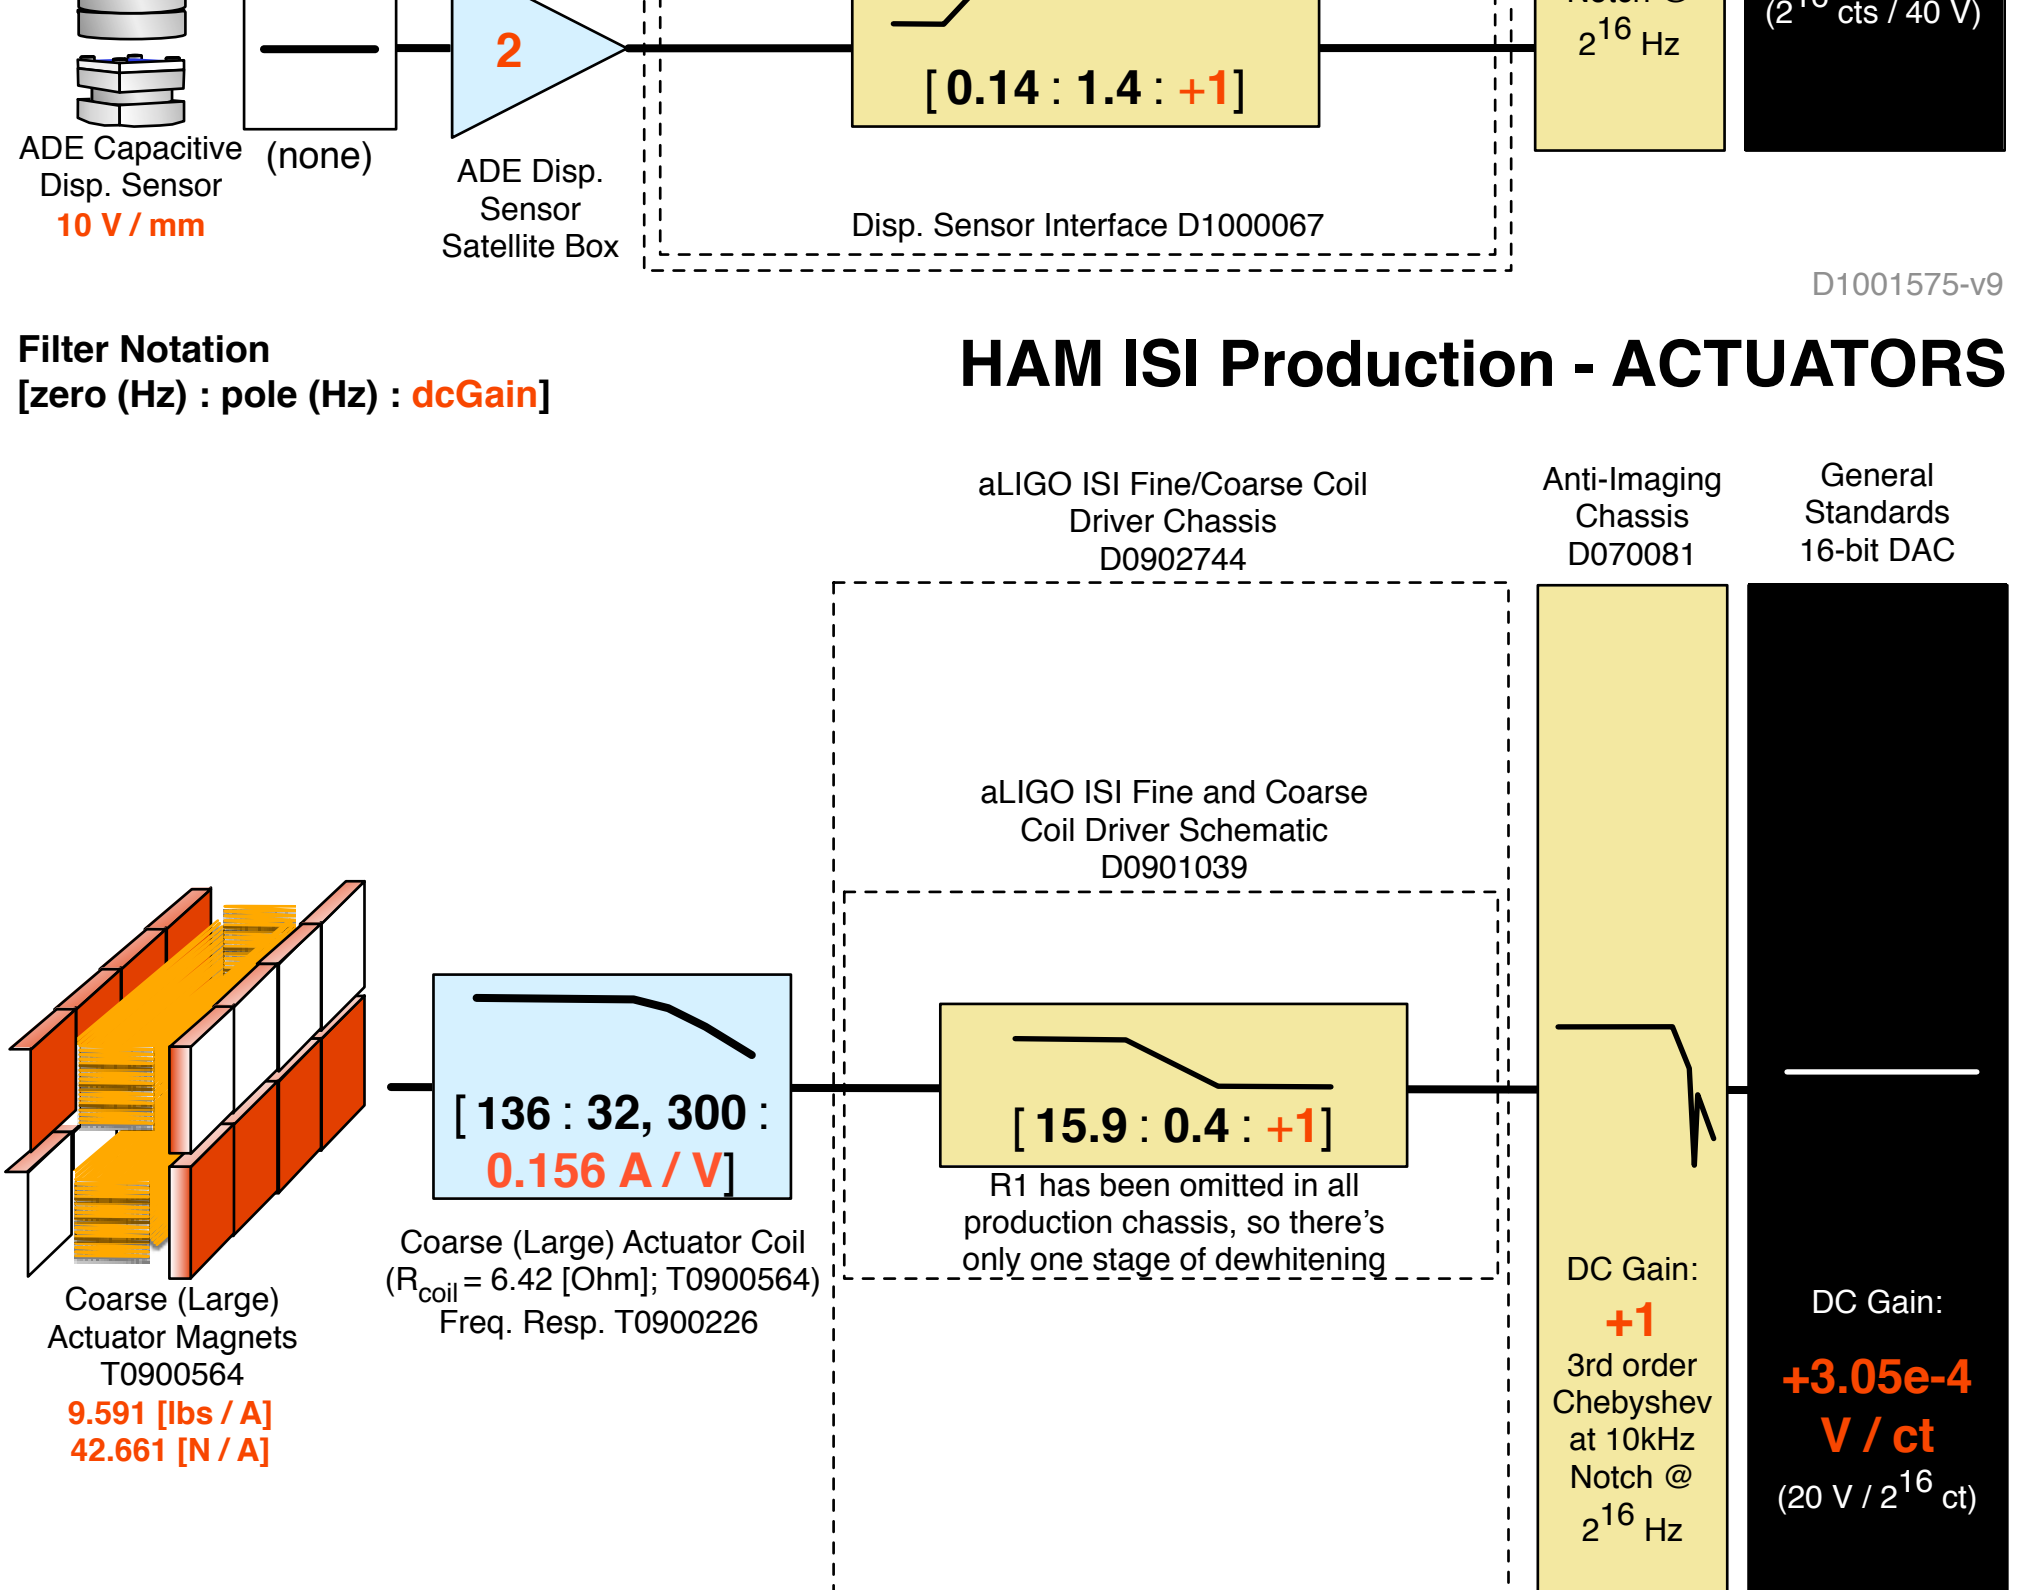 Notch @
2^16 Hz
(2^16 cts / 40 V)
2
[ 0.14 : 1.4 : +1]
ADE Capacitive
Disp. Sensor
10 V / mm
(none)
ADE Disp.
Sensor
Satellite Box
Disp. Sensor Interface D1000067
D1001575-v9
Filter Notation
[zero (Hz) : pole (Hz) : dcGain]
HAM ISI Production - ACTUATORS
aLIGO ISI Fine/Coarse Coil
Driver Chassis
D0902744
Anti-Imaging
Chassis
D070081
General
Standards
16-bit DAC
aLIGO ISI Fine and Coarse
Coil Driver Schematic
D0901039
[ 136 : 32, 300 :
0.156 A / V]
[ 15.9 : 0.4 : +1]
R1 has been omitted in all
production chassis, so there's
only one stage of dewhitening
Coarse (Large) Actuator Coil
(Rcoil = 6.42 [Ohm]; T0900564)
Freq. Resp. T0900226
Coarse (Large)
Actuator Magnets
T0900564
9.591 [lbs / A]
42.661 [N / A]
DC Gain:
+1
3rd order
Chebyshev
at 10kHz
Notch @
2^16 Hz
DC Gain:
+3.05e-4
V / ct
(20 V / 2^16 ct)